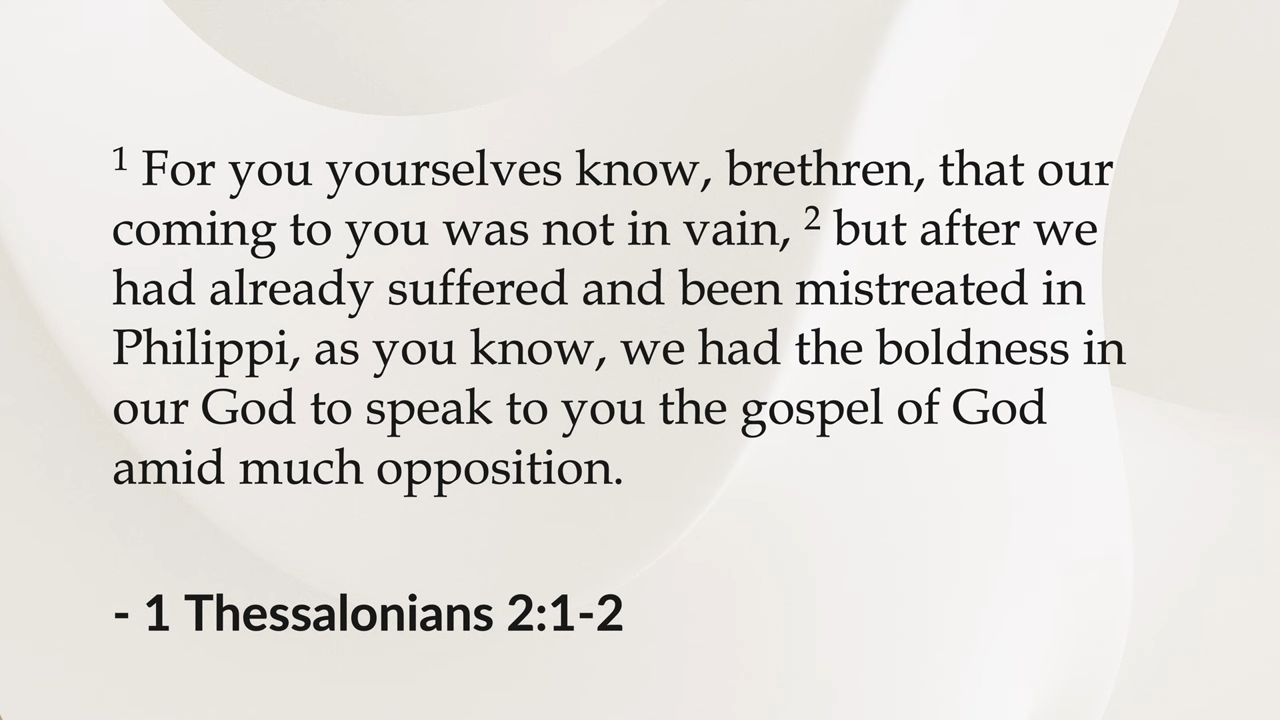 1 For you yourselves know, brethren, that our
coming to you was not in vain, 2 but after we
had already suffered and been mistreated in
Philippi, as you know, we had the boldness in
our God to speak to you the gospel of God
amid much opposition.
- 1 Thessalonians 2:1-2